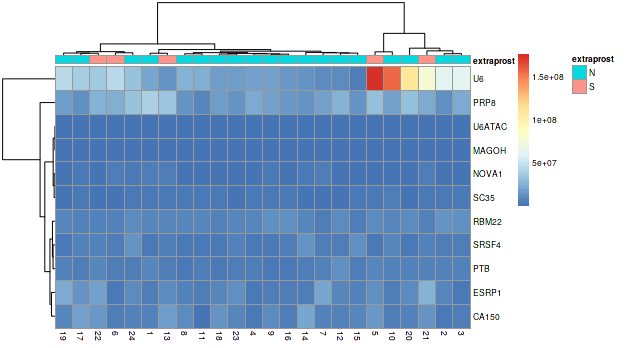 extraprost
U6
PRP8
U6ATAC
MAGOH
NOVA1
SC35
RBM22
SRSF4
PTB
ESRP1
CA150
19 17 22 6 24 1 13 8 11 18 23 4 9 16 14 7 12 15 5 10 20 21 2 3
1.5e+08
1e+08
5e+07
extraprost
N
S